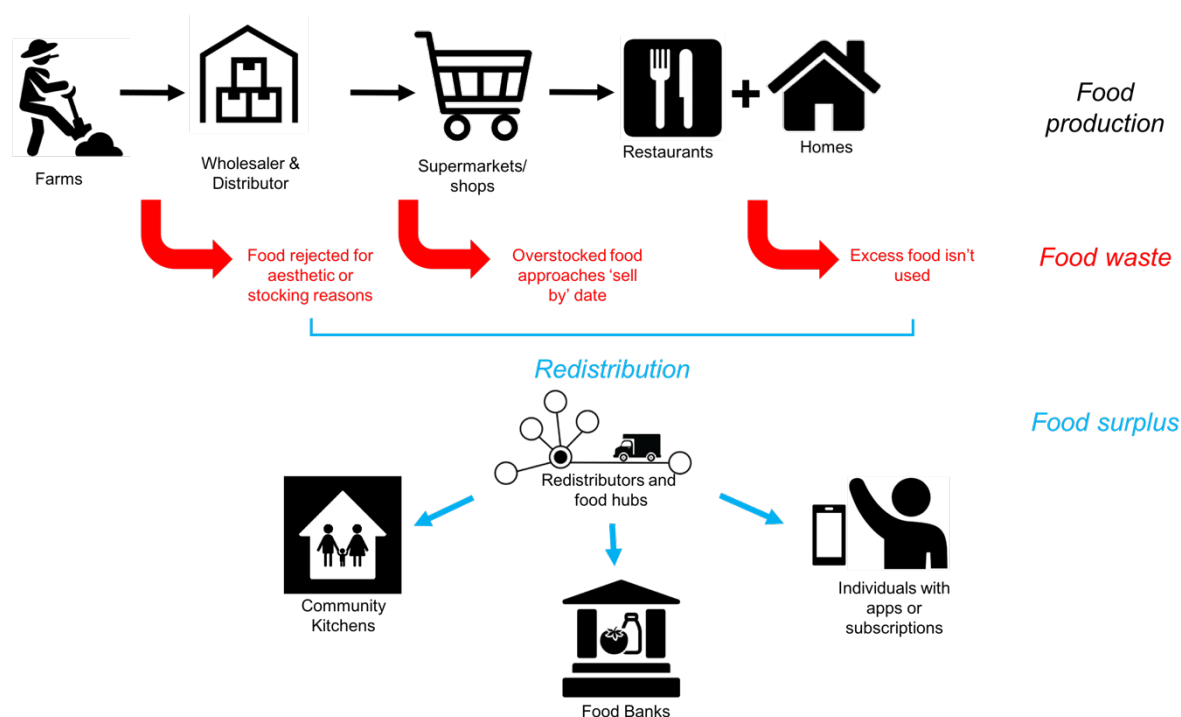 Food
production
Farms
Wholesaler &
Distributor
Supermarkets/
shops
Restaurants
Homes
Food rejected for
aesthetic or
stocking reasons
Overstocked food
approaches ‘sell
by’ date
Excess food isn’t
used
Food waste
Redistribution
Food surplus
Redistributors and
food hubs
Community
Kitchens
Food Banks
Individuals with
apps or
subscriptions